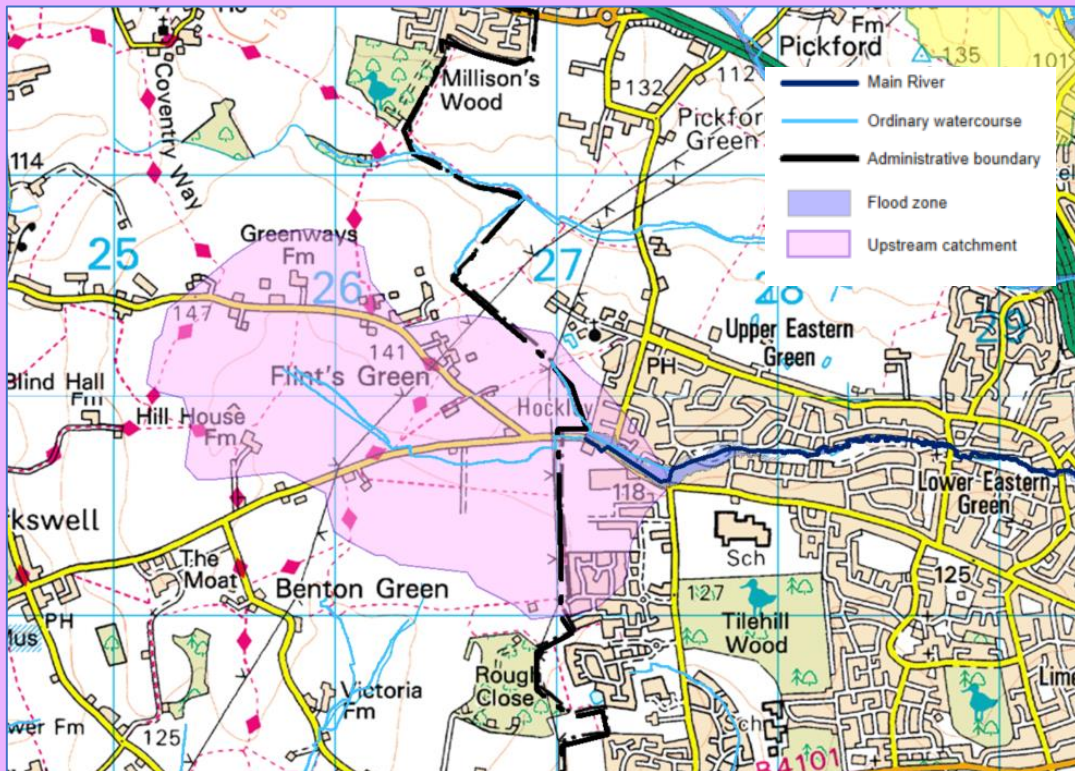 Coventry Way
Millison's
Wood
Pickford
135
101
132
112
Green
Main River
Ordinary watercourse
Administrative boundary
Flood zone
Upstream catchment
114
25
Greenways
Fm
26
27
147
141
Flint's Green
Upper Eastern
Green
PH
Blind Hall
Fm
Hill House
Fm
118
Lower Eastern
Green
The
Moat
Benton Green
Sch
127
125
Tilehill
Wood
PH
Rough
Close
Victoria
Fm
125
Sch
B4101